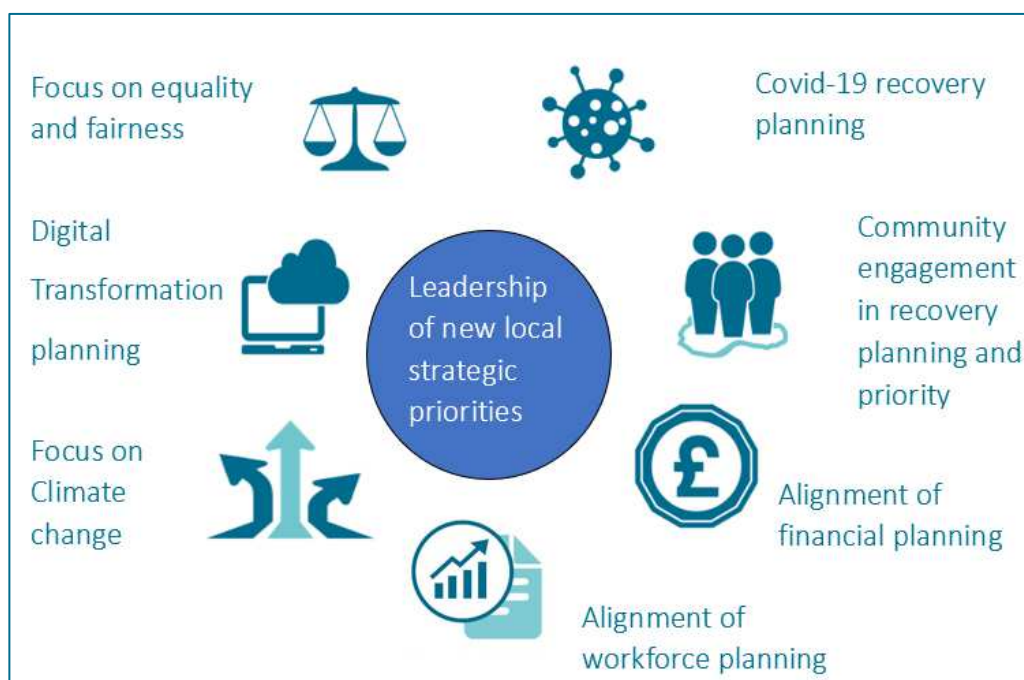 Focus on equality
and fairness
Covid-19 recovery
planning
Digital
Transformation
planning
Community
engagement
in recovery
planning and
priority
Leadership
of new local
strategic
priorities
Focus on
Climate
change
£
Alignment of
financial planning
Alignment of
workforce planning